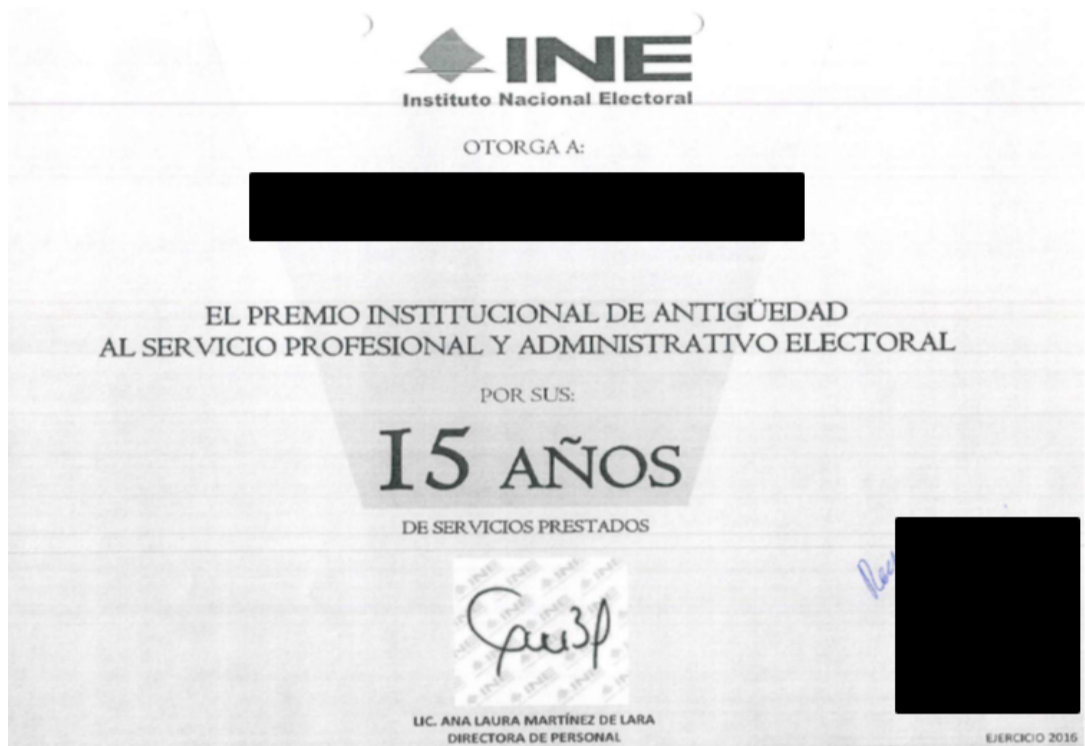 INE
Instituto Nacional Electoral
OTORGA A:
EL PREMIO INSTITUCIONAL DE ANTIGÜEDAD
AL SERVICIO PROFESIONAL Y ADMINISTRATIVO ELECTORAL
POR SUS:
15 AÑOS
DE SERVICIOS PRESTADOS
LIC. ANA LAURA MARTÍNEZ DE LARA
DIRECTORA DE PERSONAL
EJERCICIO 2016